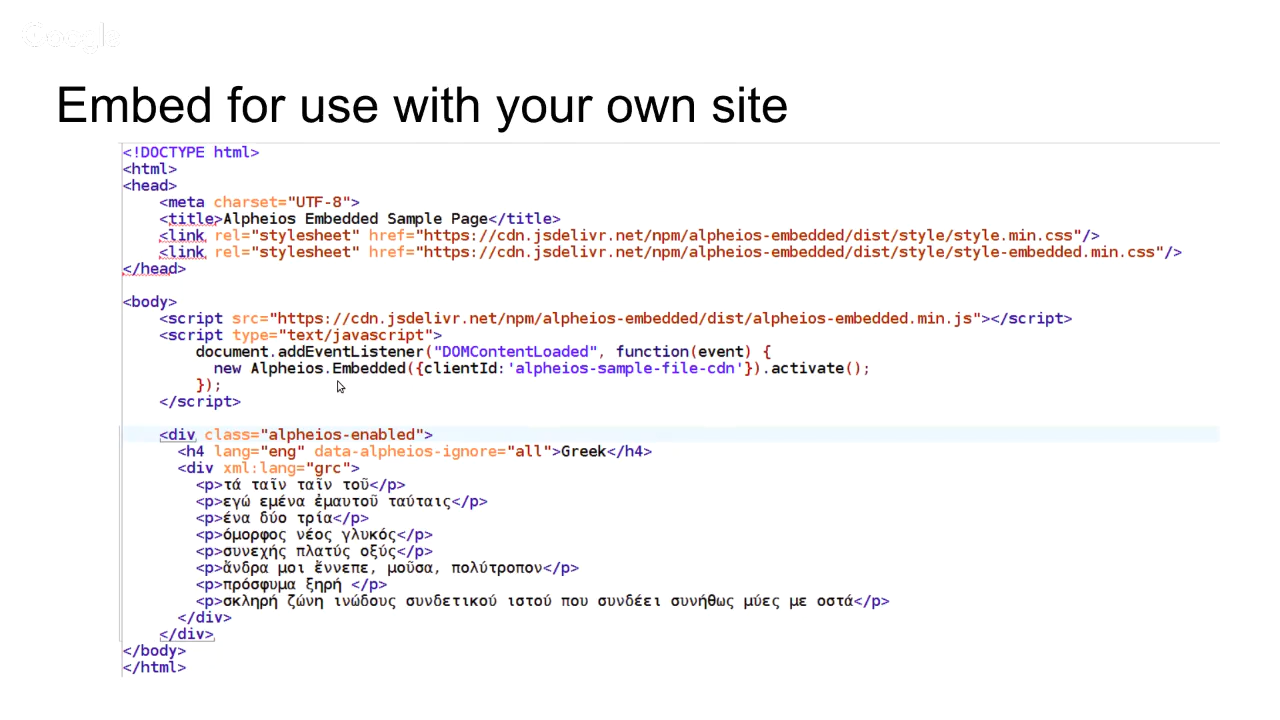 Google
Embed for use with your own site
<!DOCTYPE html>
<html>
<head>
<meta charset="UTF-8">
<title>Alpheios Embedded Sample Page</title>
<link rel="stylesheet" href="https://cdn.jsdelivr.net/npm/alpheios-embedded/dist/style/style.min.css"/>
<link rel="stylesheet" href="https://cdn.jsdelivr.net/npm/alpheios-embedded/dist/style/style-embedded.min.css"/>
</head>
<body>
<script src="https://cdn.jsdelivr.net/npm/alpheios-embedded/dist/alpheios-embedded.min.js"></script>
<script type="text/javascript">
document.addEventListener("DOMContentLoaded", function(event) {
new Alpheios.Embedded({clientId:'alpheios-sample-file-cdn'}).activate();
});
</script>
<div class="alpheios-enabled">
<h4 lang="eng" data-alpheios-ignore="all">Greek</h4>
<div xml:lang="grc">
<p>τά ταῖν ταῖν τοῦ</p>
<p>εγώ εμένα ἐμαυτοῦ ταύταις</p>
<p>ένα δύο τρία</p>
<p>όμορφος νέος γλυκός</p>
<p>συνεχής πλατύς οξύς</p>
<p>ἄνδρα μοι ἔννεπε, μοῦσα, πολύτροπον</p>
<p>πρόσφυμα ξηρή </p>
<p>σκληρή ζώνη ινώδους συνδετικού ιστού που συνδέει συνήθως μύες με οστά</p>
</div>
</div>
</body>
</html>